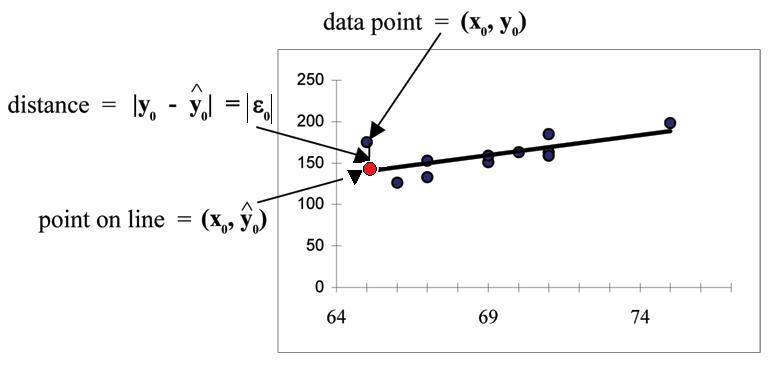 data point = (x₀, y₀)
distance = |y₀ - ŷ₀| = |ε₀|
point on line = (x₀, ŷ₀)
250
200
150
100
50
0
64 69 74